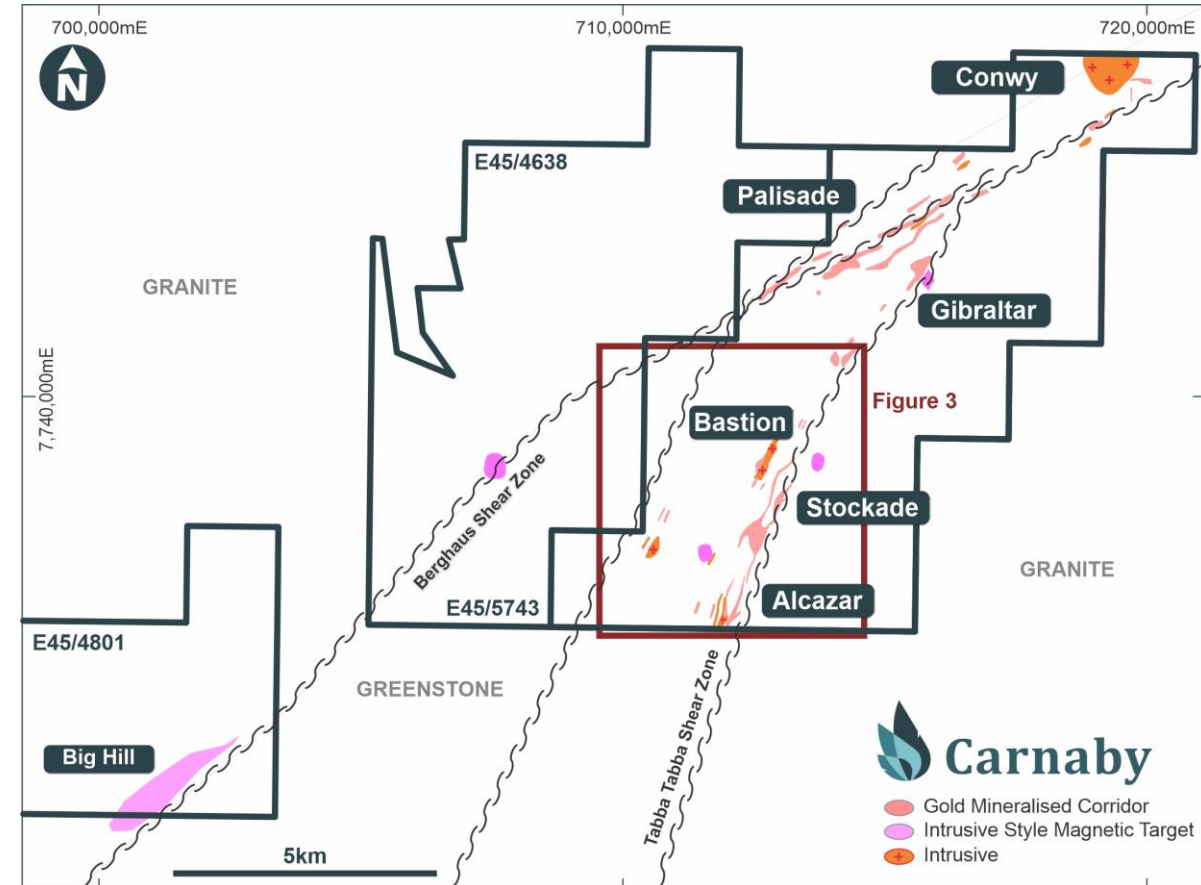 700,000mE
710,000mE
720,000mE
N
Conwy
E45/4638
Palisade
GRANITE
Gibraltar
7,740,000mE
Figure 3
Bastion
Berghaus Shear Zone
Stockade
GRANITE
E45/5743
Alcazar
E45/4801
GREENSTONE
Tabba Tabba Shear Zone
Big Hill
Carnaby
Gold Mineralised Corridor
Intrusive Style Magnetic Target
Intrusive
5km